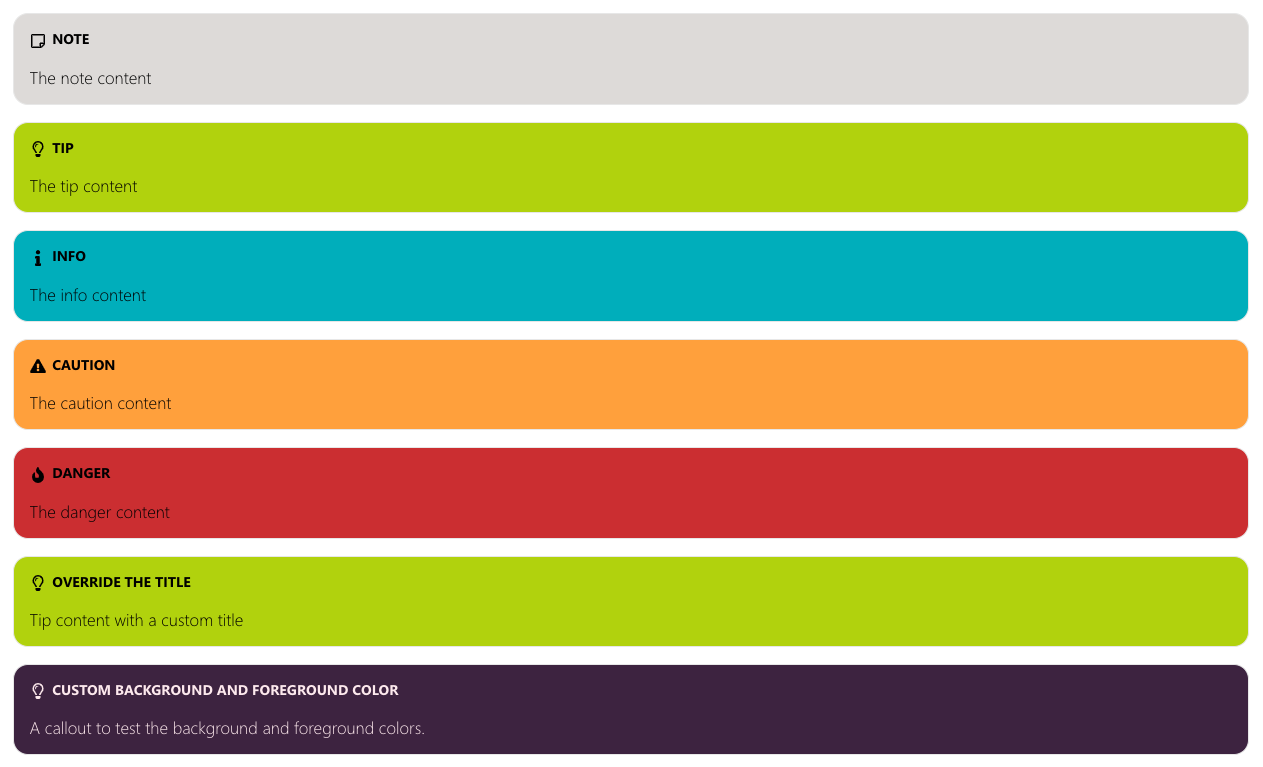 NOTE
The note content
TIP
The tip content
INFO
The info content
CAUTION
The caution content
DANGER
The danger content
OVERRIDE THE TITLE
Tip content with a custom title
CUSTOM BACKGROUND AND FOREGROUND COLOR
A callout to test the background and foreground colors.